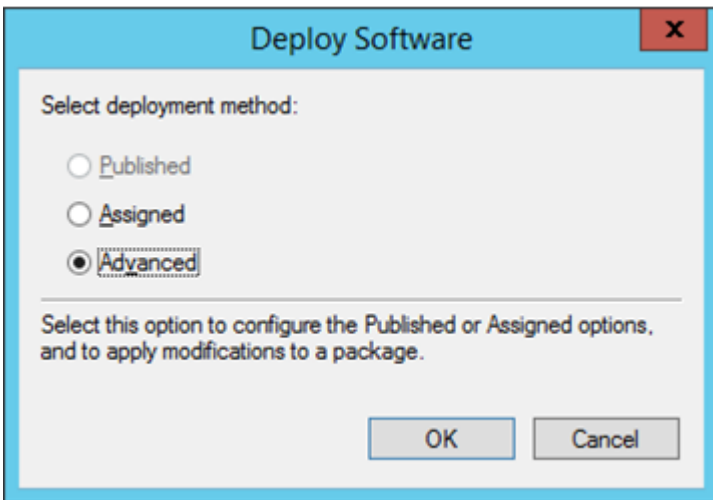 Deploy Software
x
Select deployment method:
Published
Assigned
Advanced
Select this option to configure the Published or Assigned options,
and to apply modifications to a package.
OK Cancel